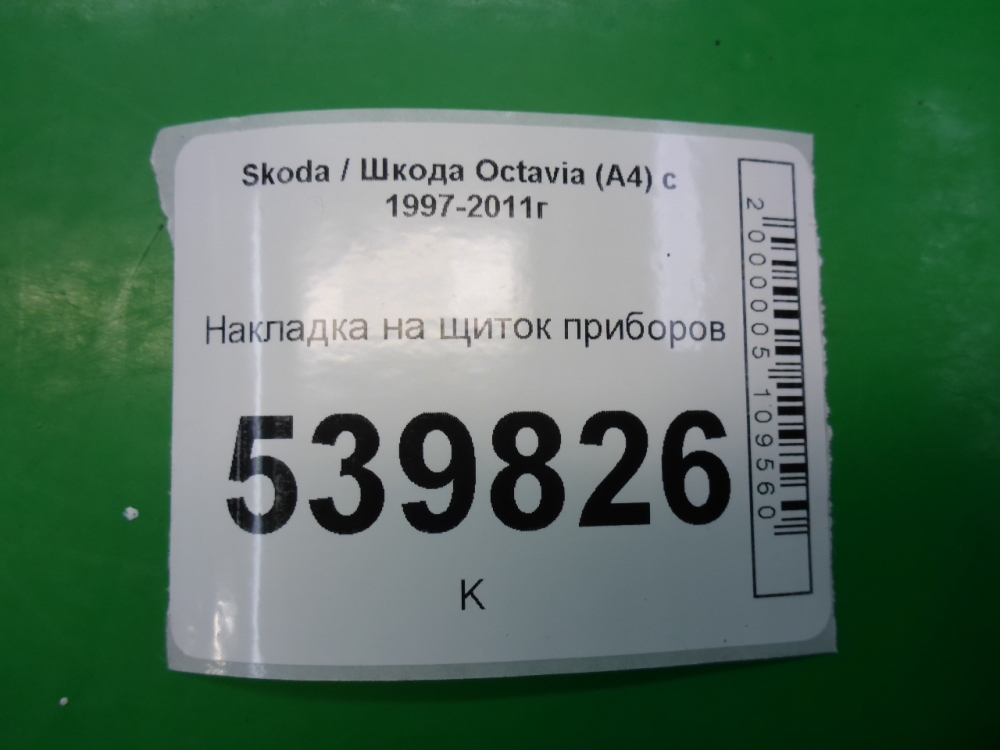 Skoda / Шкода Octavia (A4) с
1997-2011г
Накладка на щиток приборов
539826
К
2000005109560